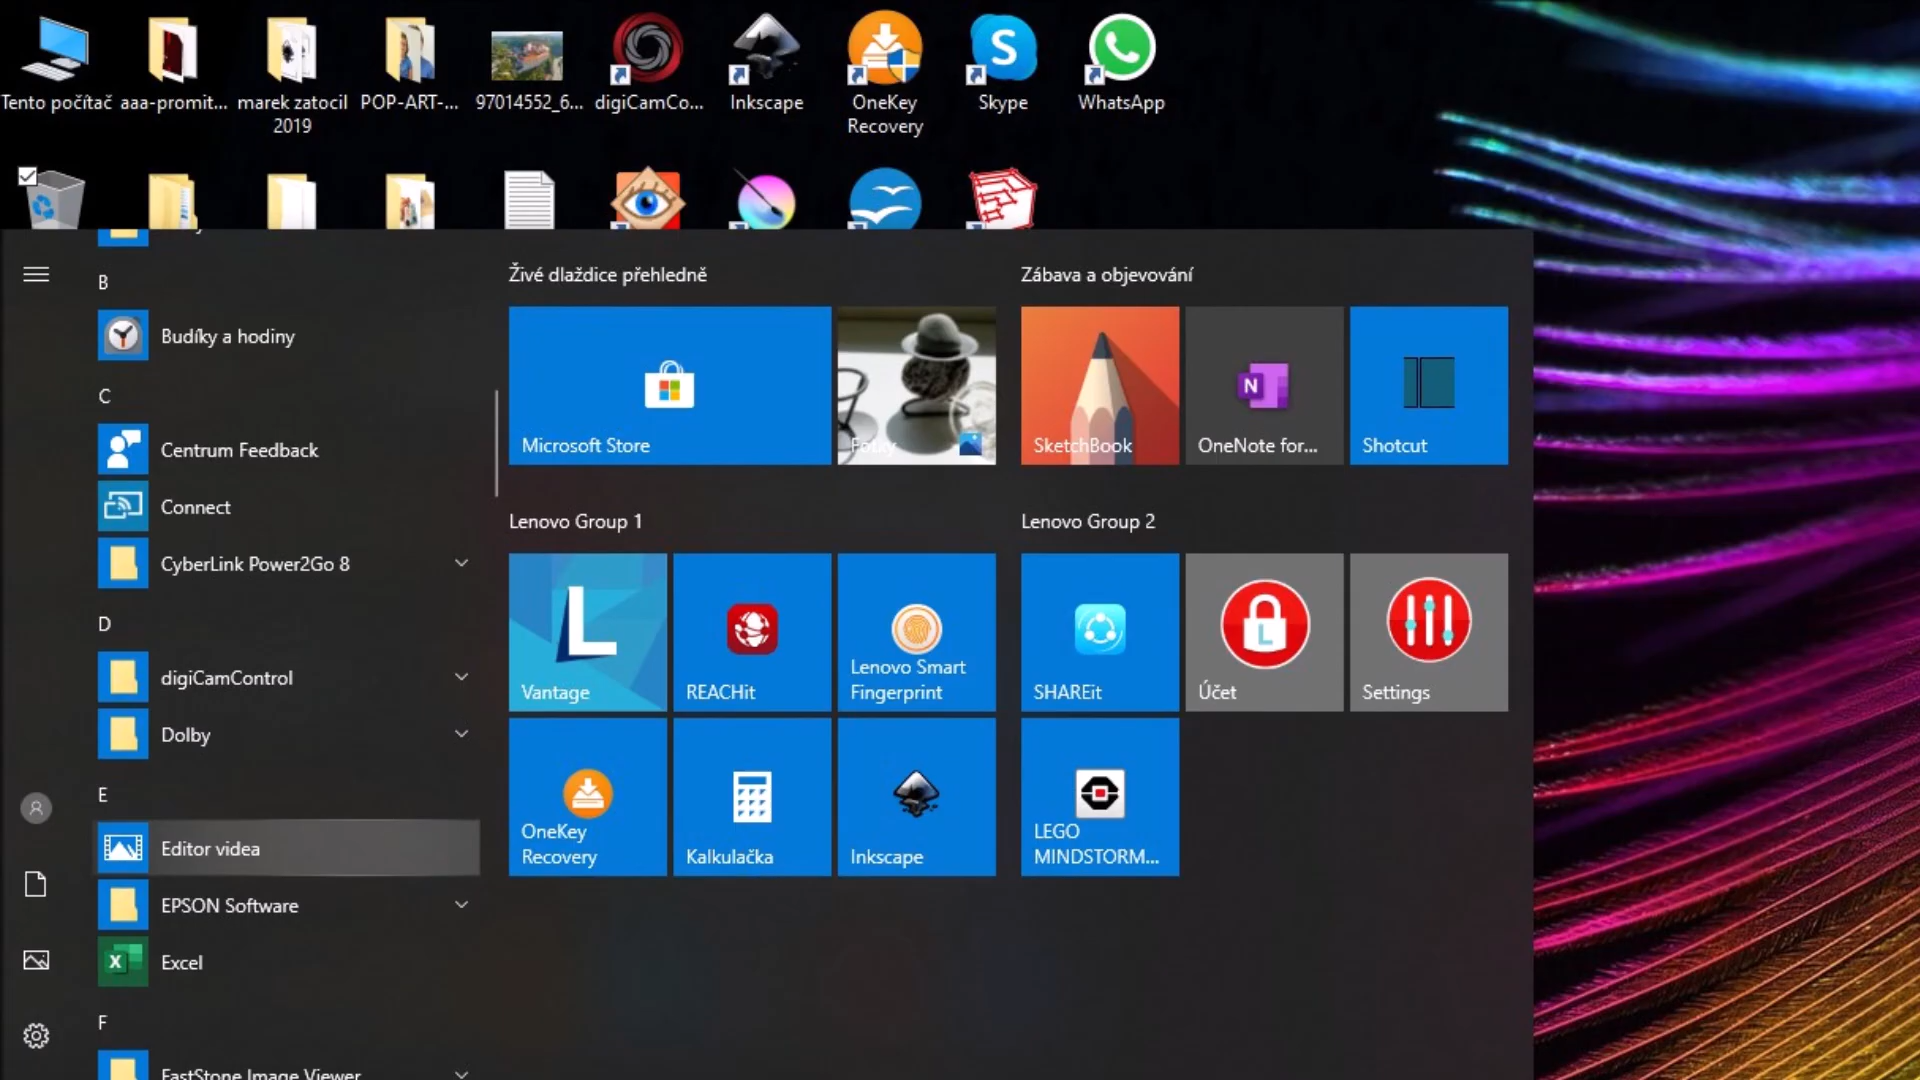 Tento počítač
aaa-promit...
marek zatocil
2019
POP-ART-...
97014552_6...
digiCamCo...
Inkscape
OneKey
Recovery
Skype
WhatsApp
B
Budíky a hodiny
C
Centrum Feedback
Connect
CyberLink Power2Go 8
D
digiCamControl
Dolby
E
Editor videa
EPSON Software
Excel
F
FastStone Image Viewer
Živé dlaždice přehledně
Microsoft Store
Fotky
Zábava a objevování
SketchBook
OneNote for...
Shotcut
Lenovo Group 1
Vantage
REACHit
Lenovo Smart
Fingerprint
OneKey
Recovery
Kalkulačka
Inkscape
Lenovo Group 2
SHAREit
Účet
Settings
LEGO
MINDSTORM...